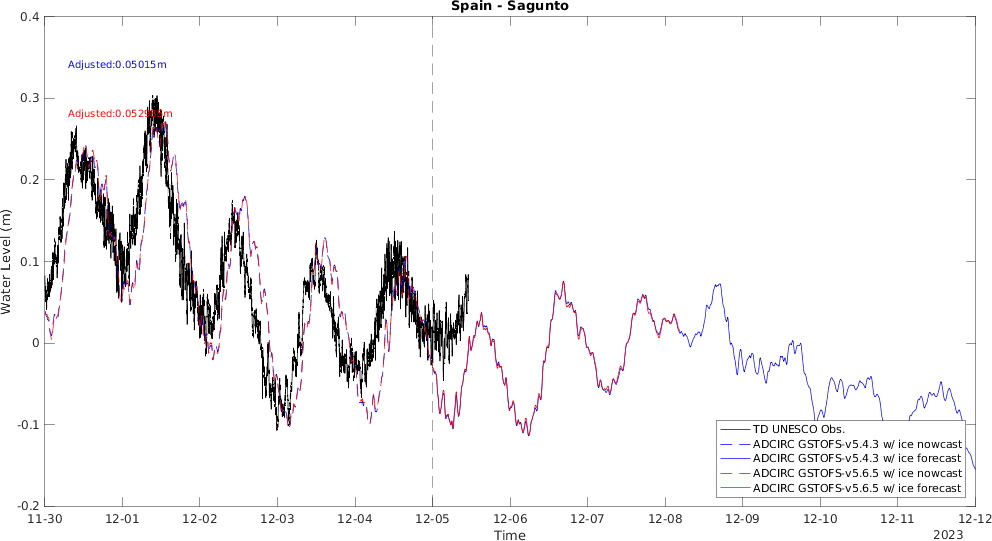 Spain - Sagunto
0.4
0.3
0.2
0.1
0
-0.1
-0.2
Water Level (m)
Adjusted:0.05015m
TD UNESCO Obs.
ADCIRC GSTOFS-v5.4.3 w/ ice nowcast
ADCIRC GSTOFS-v5.4.3 w/ ice forecast
ADCIRC GSTOFS-v5.6.5 w/ ice nowcast
ADCIRC GSTOFS-v5.6.5 w/ ice forecast
11-30 12-01 12-02 12-03 12-04 12-05 12-06 12-07 12-08 12-09 12-10 12-11 12-12
Time
2023